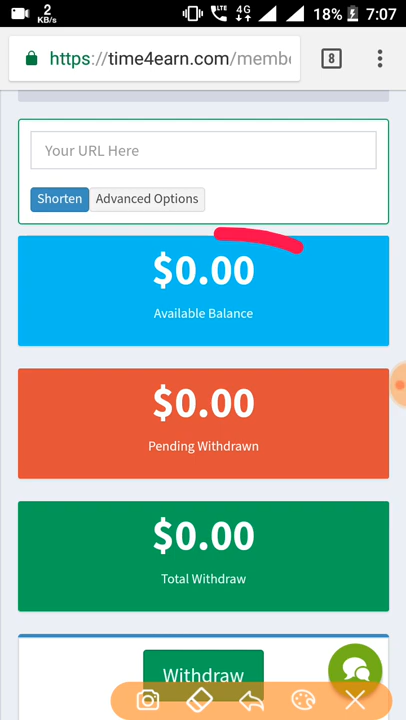 2 KB/s LTE 4G 18% 7:07
https://time4earn.com/membe 8
Your URL Here
Shorten Advanced Options
$0.00
Available Balance
$0.00
Pending Withdrawn
$0.00
Total Withdraw
Withdraw